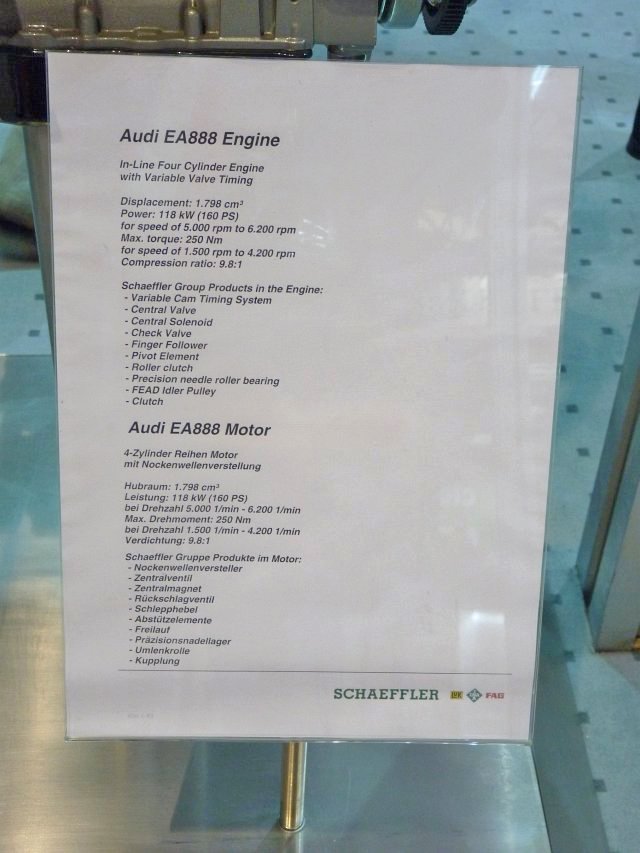 Audi EA888 Engine
In-Line Four Cylinder Engine
with Variable Valve Timing
Displacement: 1.798 cm³
Power: 118 kW (160 PS)
for speed of 5.000 rpm to 6.200 rpm
Max. torque: 250 Nm
for speed of 1.500 rpm to 4.200 rpm
Compression ratio: 9.8:1
Schaeffler Group Products in the Engine:
- Variable Cam Timing System
- Central Valve
- Central Solenoid
- Check Valve
- Finger Follower
- Pivot Element
- Roller clutch
- Precision needle roller bearing
- FEAD Idler Pulley
- Clutch
Audi EA888 Motor
4-Zylinder Reihen Motor
mit Nockenwellenverstellung
Hubraum: 1.798 cm³
Leistung: 118 kW (160 PS)
bei Drehzahl 5.000 1/min - 6.200 1/min
Max. Drehmoment: 250 Nm
bei Drehzahl 1.500 1/min - 4.200 1/min
Verdichtung: 9.8:1
Schaeffler Gruppe Produkte im Motor:
- Nockenwellenversteller
- Zentralventil
- Zentralmagnet
- Rückschlagventil
- Schlepphebel
- Abstützelemente
- Freilauf
- Präzisionsnadellager
- Umlenkrolle
- Kupplung
SCHAEFFLER LuK INA FAG